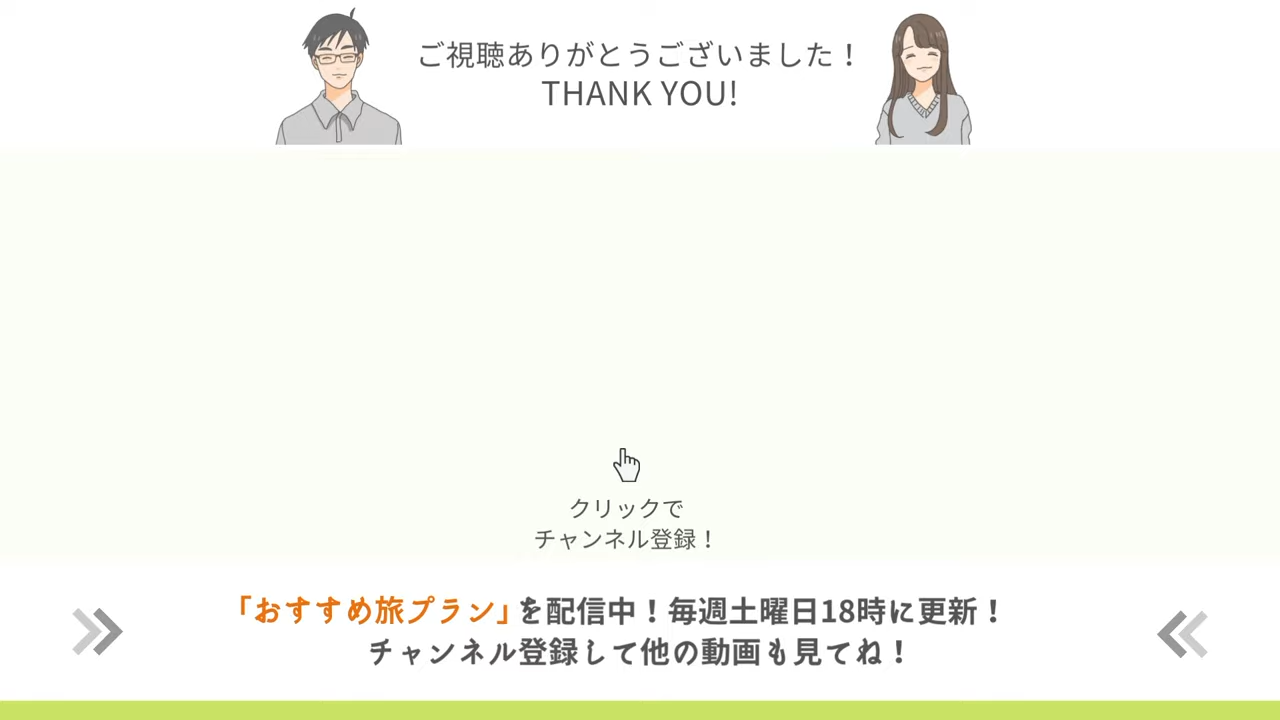 ご視聴ありがとうございました！
THANK YOU!
クリックで
チャンネル登録！
「おすすめ旅プラン」を配信中！毎週土曜日18時に更新！
チャンネル登録して他の動画も見てね！